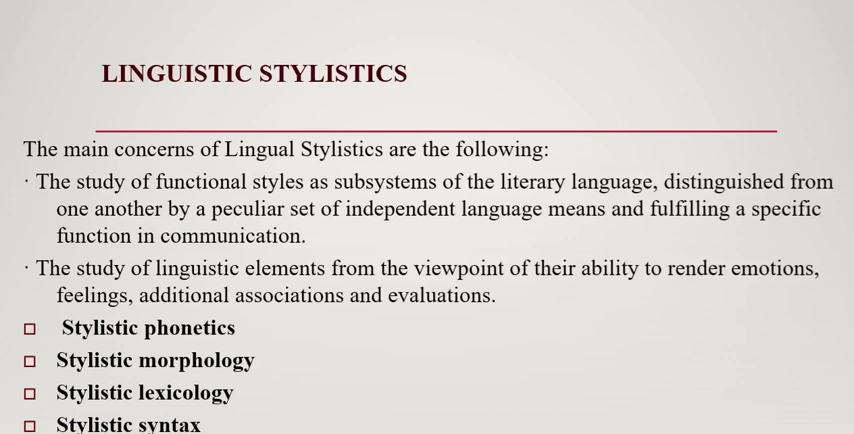 LINGUISTIC STYLISTICS
The main concerns of Lingual Stylistics are the following:
· The study of functional styles as subsystems of the literary language, distinguished from
one another by a peculiar set of independent language means and fulfilling a specific
function in communication.
· The study of linguistic elements from the viewpoint of their ability to render emotions,
feelings, additional associations and evaluations.
Stylistic phonetics
Stylistic morphology
Stylistic lexicology
Stylistic syntax